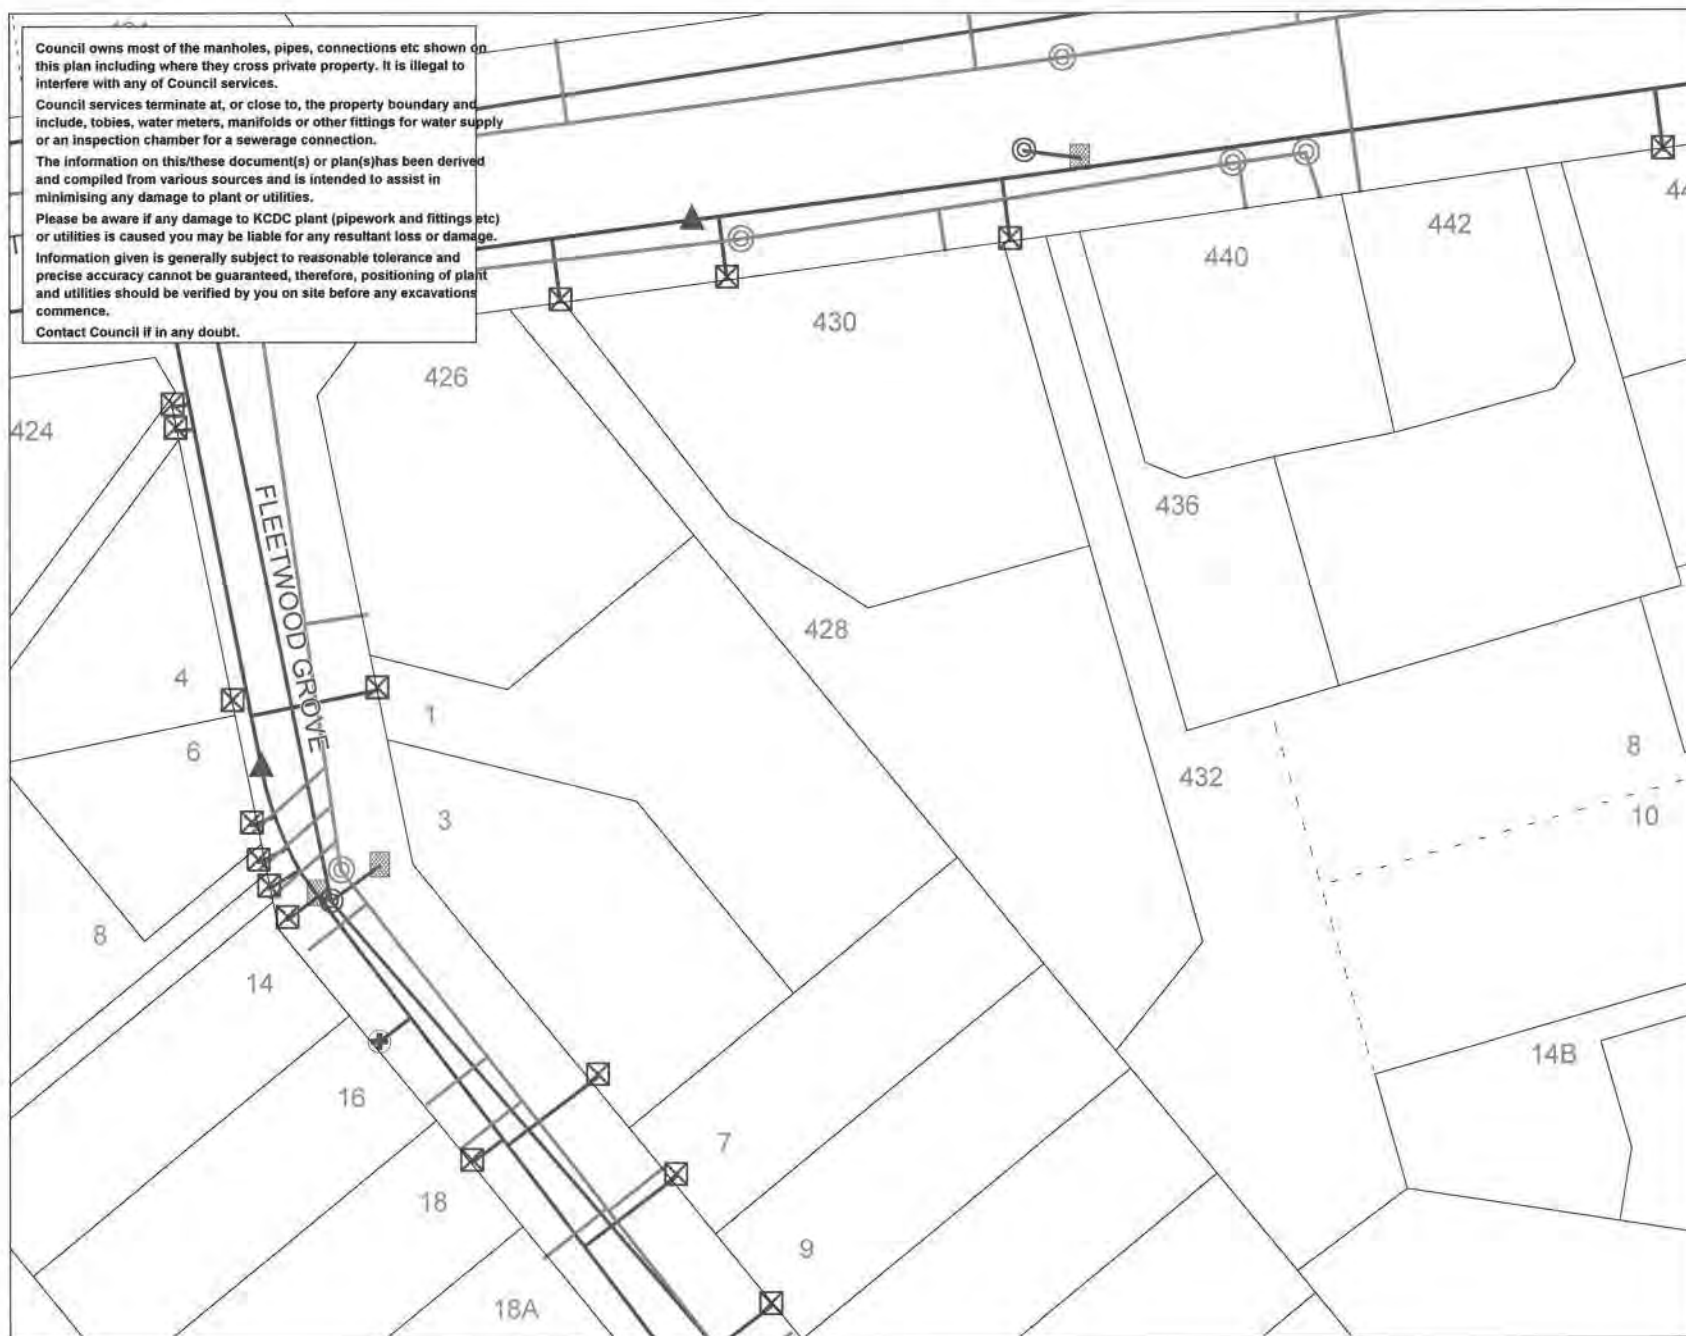 Council owns most of the manholes, pipes, connections etc shown on
this plan including where they cross private property. It is illegal to
interfere with any of Council services.
Council services terminate at, or close to, the property boundary and
include, tobies, water meters, manifolds or other fittings for water supply
or an inspection chamber for a sewerage connection.
The information on this/these document(s) or plan(s)has been derived
and compiled from various sources and is intended to assist in
minimising any damage to plant or utilities.
Please be aware if any damage to KCDC plant (pipework and fittings etc)
or utilities is caused you may be liable for any resultant loss or damage.
Information given is generally subject to reasonable tolerance and
precise accuracy cannot be guaranteed, therefore, positioning of plant
and utilities should be verified by you on site before any excavations
commence.
Contact Council if in any doubt.
442
440
430
426
424
436
FLEETWOOD GROVE
428
4
1
6
8
432
3
10
8
14
14B
16
7
18
9
18A